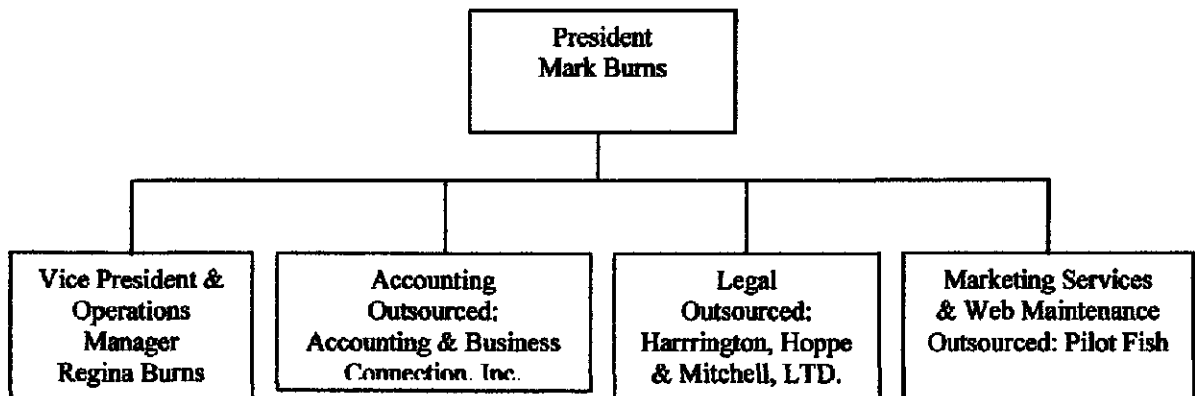 President
Mark Burns
Vice President &
Operations
Manager
Regina Burns
Accounting
Outsourced:
Accounting & Business
Connection, Inc.
Legal
Outsourced:
Harrrington, Hoppe
& Mitchell, LTD.
Marketing Services
& Web Maintenance
Outsourced: Pilot Fish